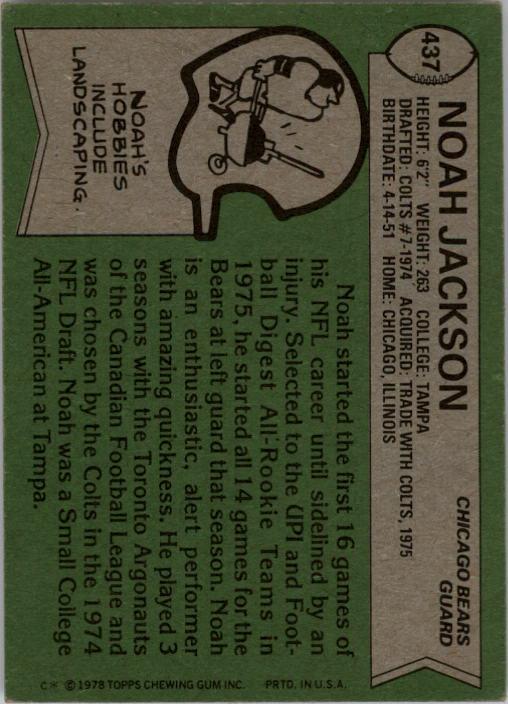 437
NOAH JACKSON
CHICAGO BEARS
GUARD
HEIGHT: 6'2" WEIGHT: 263 COLLEGE: TAMPA
DRAFTED: COLTS #7-1974 ACQUIRED: TRADE WITH COLTS, 1975
BIRTHDATE: 4-14-51 HOME: CHICAGO, ILLINOIS
NOAH'S
HOBBIES
INCLUDE
LANDSCAPING.
Noah started the first 16 games of
his NFL career until sidelined by an
injury. Selected to the UPI and Foot-
ball Digest All-Rookie Teams in
1975, he started all 14 games for the
Bears at left guard that season. Noah
is an enthusiastic, alert performer
with amazing quickness. He played 3
seasons with the Toronto Argonauts
of the Canadian Football League and
was chosen by the Colts in the 1974
NFL Draft. Noah was a Small College
All-American at Tampa.
C* © 1978 TOPPS CHEWING GUM INC. PRTD. IN U.S.A.